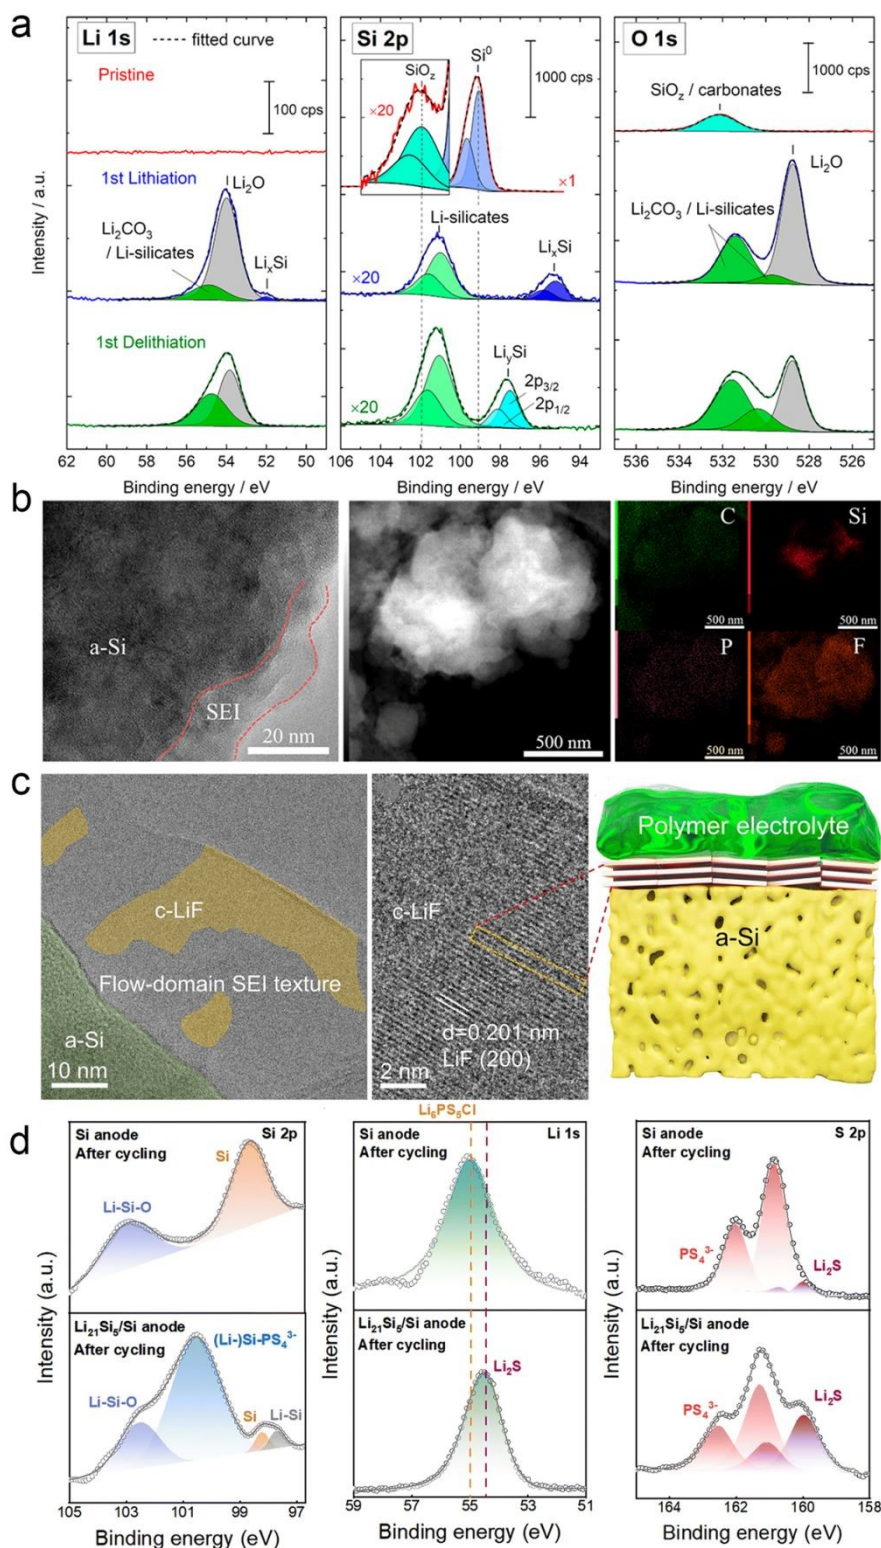 a
Li 1s
fitted curve
Pristine
100 cps
1st Lithiation
Li₂O
Li₂CO₃
/ Li-silicates
LiₓSi
1st Delithiation
Intensity / a.u.
62 60 58 56 54 52 50
Binding energy / eV
Si 2p
SiO_z
Si⁰
1000 cps
×20
×1
Li-silicates
LiₓSi
×20
LiᵧSi
2p₃/₂
2p₁/₂
×20
106 104 102 100 98 96 94
Binding energy / eV
O 1s
1000 cps
SiO_z / carbonates
Li₂O
Li₂CO₃ / Li-silicates
536 534 532 530 528 526
Binding energy / eV
b
a-Si
SEI
20 nm
500 nm
C
500 nm
Si
500 nm
P
500 nm
F
500 nm
c
c-LiF
Flow-domain SEI texture
a-Si
10 nm
c-LiF
d=0.201 nm
LiF (200)
2 nm
Polymer electrolyte
a-Si
d
Si anode
After cycling
Si 2p
Si
Li-Si-O
Li₂₁Si₅/Si anode
After cycling
(Li-)Si-PS₄³⁻
Li-Si-O
Si
Li-Si
Intensity (a.u.)
105 103 101 99 97
Binding energy (eV)
Li₆PS₅Cl
Si anode
After cycling
Li 1s
Li₂₁Si₅/Si anode
After cycling
Li₂S
Intensity (a.u.)
59 57 55 53 51
Binding energy (eV)
Si anode
After cycling
S 2p
PS₄³⁻
Li₂S
Li₂₁Si₅/Si anode
After cycling
PS₄³⁻
Li₂S
Intensity (a.u.)
164 162 160 158
Binding energy (eV)